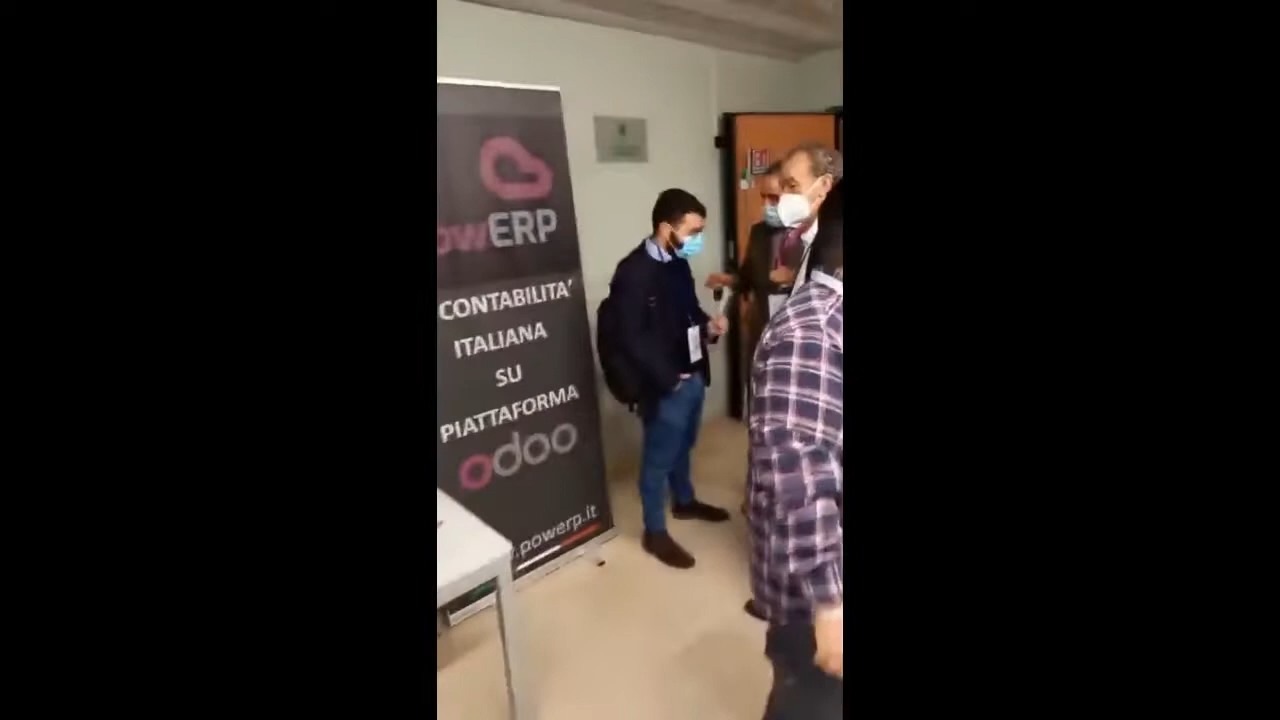 owERP
CONTABILITA'
ITALIANA
SU
PIATTAFORMA
odoo
.powerp.it